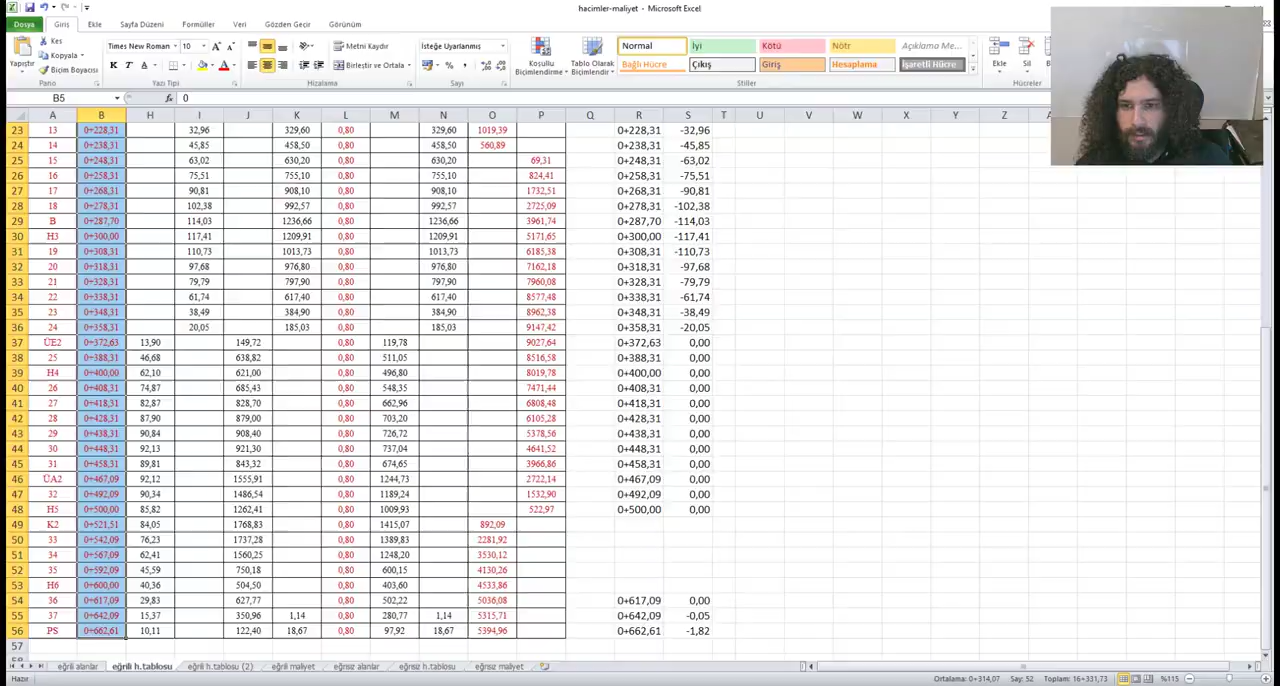 hacimler-maliyet - Microsoft Excel
Dosya Giriş Ekle Sayfa Düzeni Formüller Veri Gözden Geçir Görünüm
Kes Times New Roman 10 Metni Kaydır İsteğe Uyarlanmış Normal İyi Kötü Nötr Açıklama Me...
Kopyala
Yapıştır Biçim Boyacısı K T A Birleştir ve Ortala % Koşullu Biçimlendirme Tablo Olarak Biçimlendir Bağlı Hücre Çıkış Giriş Hesaplama İşaretli Hücre Ekle Sil
Pano Yazı Tipi Hizalama Sayı Stiller Hücreler
B5 fx 0
A B H I J K L M N O P Q R S T U V W X Y Z
23 13 0+228,31 32,96 329,60 0,80 329,60 1019,39 0+228,31 -32,96
24 14 0+238,31 45,85 458,50 0,80 458,50 560,89 0+238,31 -45,85
25 15 0+248,31 63,02 630,20 0,80 630,20 69,31 0+248,31 -63,02
26 16 0+258,31 75,51 755,10 0,80 755,10 824,41 0+258,31 -75,51
27 17 0+268,31 90,81 908,10 0,80 908,10 1732,51 0+268,31 -90,81
28 18 0+278,31 102,38 992,57 0,80 992,57 2725,09 0+278,31 -102,38
29 B 0+287,70 114,03 1236,66 0,80 1236,66 3961,74 0+287,70 -114,03
30 H3 0+300,00 117,41 1209,91 0,80 1209,91 5171,65 0+300,00 -117,41
31 19 0+308,31 110,73 1013,73 0,80 1013,73 6185,38 0+308,31 -110,73
32 20 0+318,31 97,68 976,80 0,80 976,80 7162,18 0+318,31 -97,68
33 21 0+328,31 79,79 797,90 0,80 797,90 7960,08 0+328,31 -79,79
34 22 0+338,31 61,74 617,40 0,80 617,40 8577,48 0+338,31 -61,74
35 23 0+348,31 38,49 384,90 0,80 384,90 8962,38 0+348,31 -38,49
36 24 0+358,31 20,05 185,03 0,80 185,03 9147,42 0+358,31 -20,05
37 ÜE2 0+372,63 13,90 149,72 0,80 119,78 9027,64 0+372,63 0,00
38 25 0+388,31 46,68 638,82 0,80 511,05 8516,58 0+388,31 0,00
39 H4 0+400,00 62,10 621,00 0,80 496,80 8019,78 0+400,00 0,00
40 26 0+408,31 74,87 685,43 0,80 548,35 7471,44 0+408,31 0,00
41 27 0+418,31 82,87 828,70 0,80 662,96 6808,48 0+418,31 0,00
42 28 0+428,31 87,90 879,00 0,80 703,20 6105,28 0+428,31 0,00
43 29 0+438,31 90,84 908,40 0,80 726,72 5378,56 0+438,31 0,00
44 30 0+448,31 92,13 921,30 0,80 737,04 4641,52 0+448,31 0,00
45 31 0+458,31 89,81 843,32 0,80 674,65 3966,86 0+458,31 0,00
46 ÜA2 0+467,09 92,12 1555,91 0,80 1244,73 2722,14 0+467,09 0,00
47 32 0+492,09 90,34 1486,54 0,80 1189,24 1532,90 0+492,09 0,00
48 H5 0+500,00 85,82 1262,41 0,80 1009,93 522,97 0+500,00 0,00
49 K2 0+521,51 84,05 1768,83 0,80 1415,07 892,09
50 33 0+542,09 76,23 1737,28 0,80 1389,83 2281,92
51 34 0+567,09 62,41 1560,25 0,80 1248,20 3530,12
52 35 0+592,09 45,59 750,18 0,80 600,15 4130,26
53 H6 0+600,00 40,36 504,50 0,80 403,60 4533,86
54 36 0+617,09 29,83 627,77 0,80 502,22 5036,08 0+617,09 0,00
55 37 0+642,09 15,37 350,96 1,14 0,80 280,77 1,14 5315,71 0+642,09 -0,05
56 PS 0+662,61 10,11 122,40 18,67 0,80 97,92 18,67 5394,96 0+662,61 -1,82
57
58
eğrili alanlar eğrili h.tablosu eğrili h.tablosu (2) eğrili maliyet eğrisiz alanlar eğrisiz h.tablosu eğrisiz maliyet
Hazır Ortalama: 0+314,07 Say: 52 Toplam: 16+331,73 %115